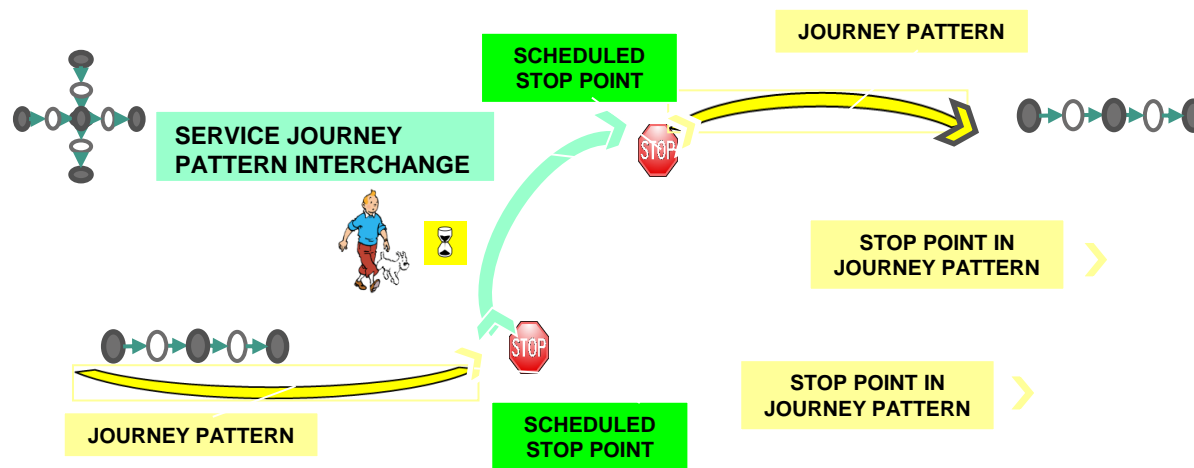 JOURNEY PATTERN
SCHEDULED
STOP POINT
SERVICE JOURNEY
PATTERN INTERCHANGE
STOP
STOP POINT IN
JOURNEY PATTERN
STOP
STOP POINT IN
JOURNEY PATTERN
JOURNEY PATTERN
SCHEDULED
STOP POINT